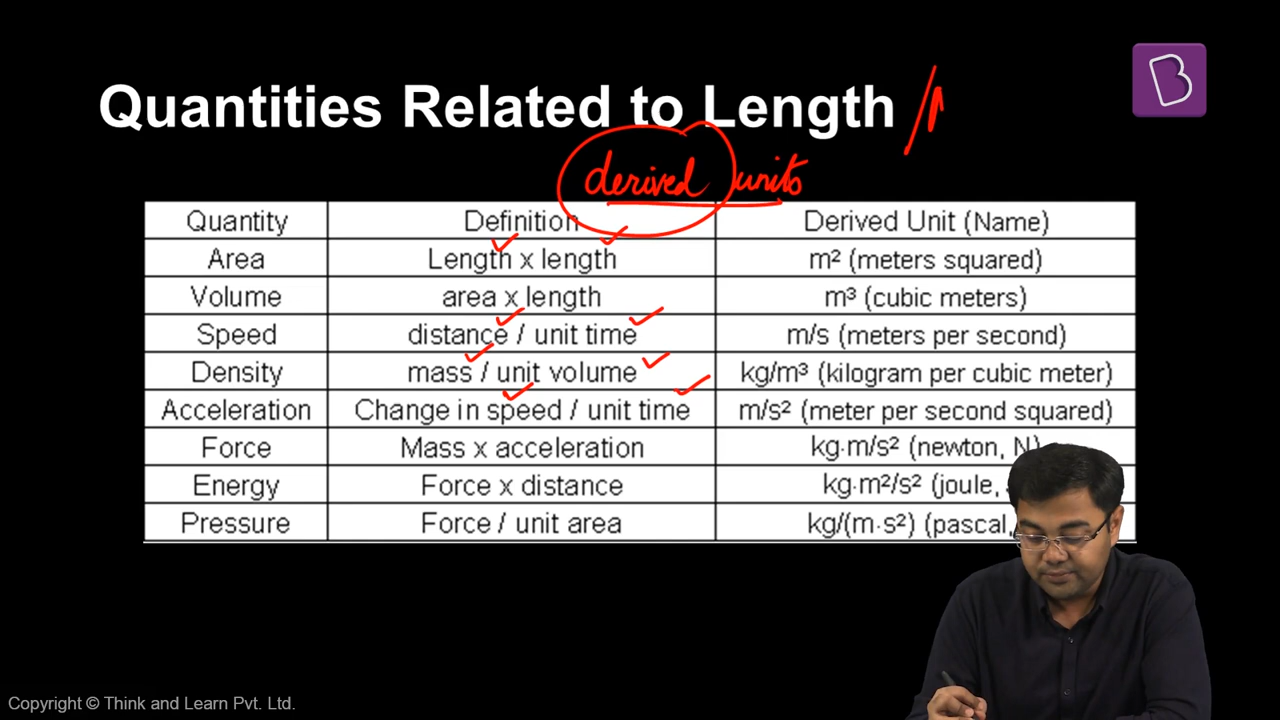 Quantities Related to Length
derived units
Quantity Definition Derived Unit (Name)
Area Length x length m² (meters squared)
Volume area x length m³ (cubic meters)
Speed distance / unit time m/s (meters per second)
Density mass / unit volume kg/m³ (kilogram per cubic meter)
Acceleration Change in speed / unit time m/s² (meter per second squared)
Force Mass x acceleration kg·m/s² (newton, N)
Energy Force x distance kg·m²/s² (joule,
Pressure Force / unit area kg/(m·s²) (pascal,
Copyright © Think and Learn Pvt. Ltd.